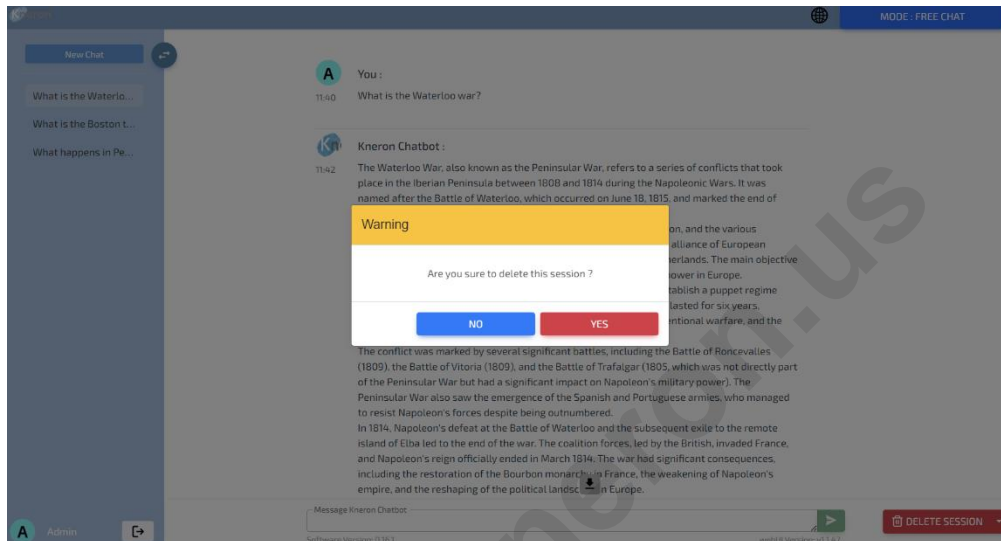 MODE : FREE CHAT
New Chat
What is the Waterlo...
What is the Boston t...
What happens in Pe...
A
You :
11:40
What is the Waterloo war?
Kn
Kneron Chatbot :
11:42
The Waterloo War, also known as the Peninsular War, refers to a series of conflicts that took
place in the Iberian Peninsula between 1808 and 1814 during the Napoleonic Wars. It was
named after the Battle of Waterloo, which occurred on June 18, 1815, and marked the end of
on, and the various
alliance of European
herlands. The main objective
power in Europe.
tablish a puppet regime
lasted for six years.
entional warfare, and the
Warning
Are you sure to delete this session ?
NO
YES
The conflict was marked by several significant battles, including the Battle of Roncevalles
(1809), the Battle of Vitoria (1809), and the Battle of Trafalgar (1805, which was not directly part
of the Peninsular War but had a significant impact on Napoleon's military power). The
Peninsular War also saw the emergence of the Spanish and Portuguese armies, who managed
to resist Napoleon's forces despite being outnumbered.
In 1814, Napoleon's defeat at the Battle of Waterloo and the subsequent exile to the remote
island of Elba led to the end of the war. The coalition forces, led by the British, invaded France,
and Napoleon's reign officially ended in March 1814. The war had significant consequences,
including the restoration of the Bourbon monarchy in France, the weakening of Napoleon's
empire, and the reshaping of the political landsc n Europe.
Message Kneron Chatbot
DELETE SESSION
A
Admin
neron.us